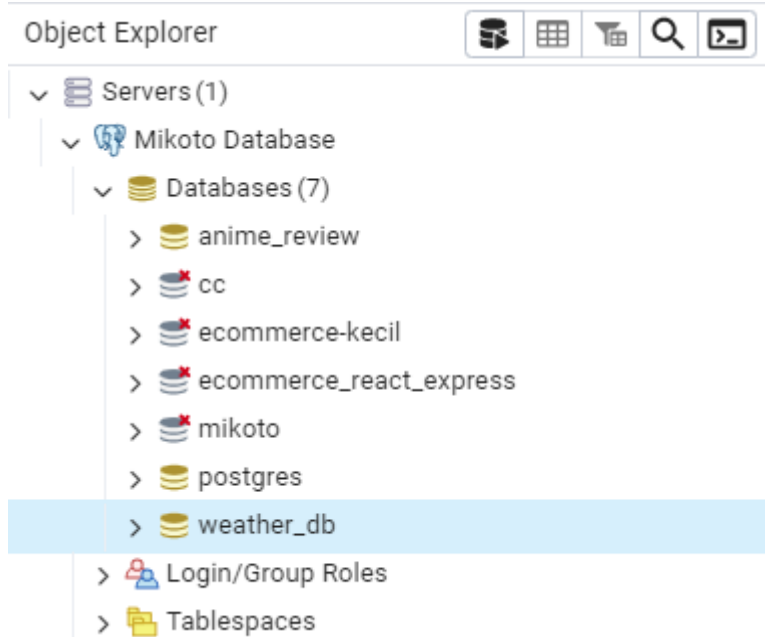 Object Explorer
Servers (1)
Mikoto Database
Databases (7)
anime_review
cc
ecommerce-kecil
ecommerce_react_express
mikoto
postgres
weather_db
Login/Group Roles
Tablespaces